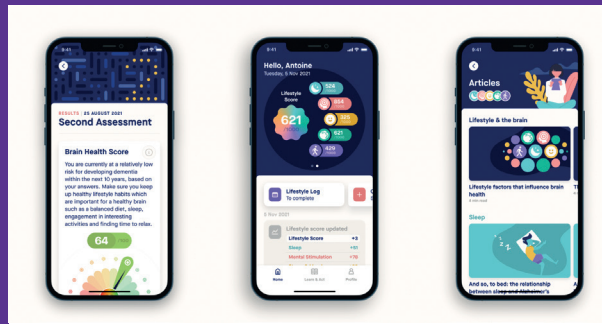 9:41
RESULTS | 25 AUGUST 2021
Second Assessment
Brain Health Score
You are currently at a relatively low
risk for developing dementia
within the next 10 years, based on
your answers. Make sure you keep
up healthy lifestyle habits which
are important for a healthy brain
such as a balanced diet, sleep,
engagement in interesting
activities and finding time to relax.
64
9:41
Hello, Antoine
Tuesday, 5 Nov 2021
Lifestyle
Score
621
524
654
325
621
429
Lifestyle Log
To complete
5 Nov 2021
Lifestyle score updated
Lifestyle Score +3
Sleep
Mental Stimulation
Home
Learn & act
Profile
9:41
Articles
Lifestyle & the brain
Lifestyle factors that influence brain
health
4 min read
Sleep
And so, to bed: the relationship
between sleep and Alzheimer's